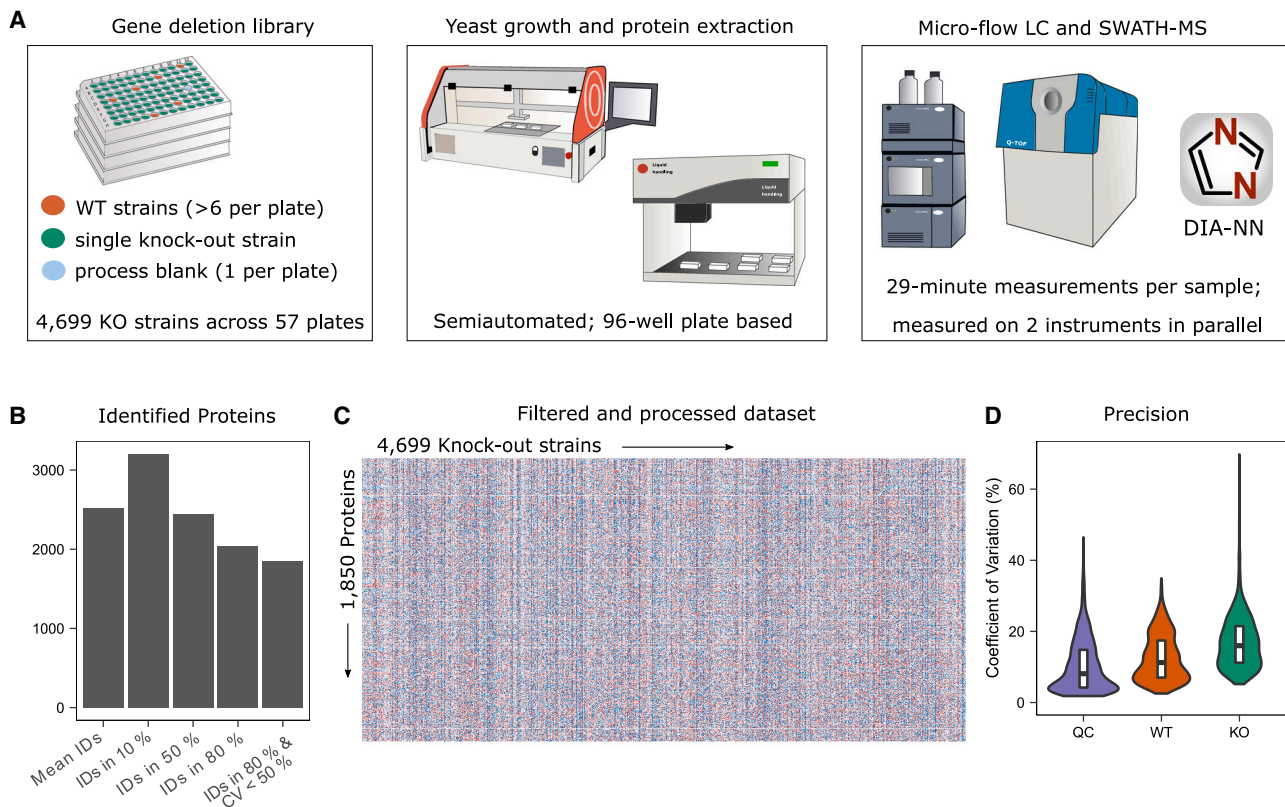 A
Gene deletion library
Yeast growth and protein extraction
Micro-flow LC and SWATH-MS
Liquid
handling
Liquid
handling
Q-TOF
N
N
DIA-NN
WT strains (>6 per plate)
single knock-out strain
process blank (1 per plate)
4,699 KO strains across 57 plates
Semiautomated; 96-well plate based
29-minute measurements per sample;
measured on 2 instruments in parallel
B
Identified Proteins
3000
2000
1000
0
Mean IDs
IDs in 10 %
IDs in 50 %
IDs in 80 %
IDs in 80 % &
CV < 50 %
C
Filtered and processed dataset
4,699 Knock-out strains
1,850 Proteins
D
Precision
Coefficient of Variation (%)
60
40
20
0
QC
WT
KO